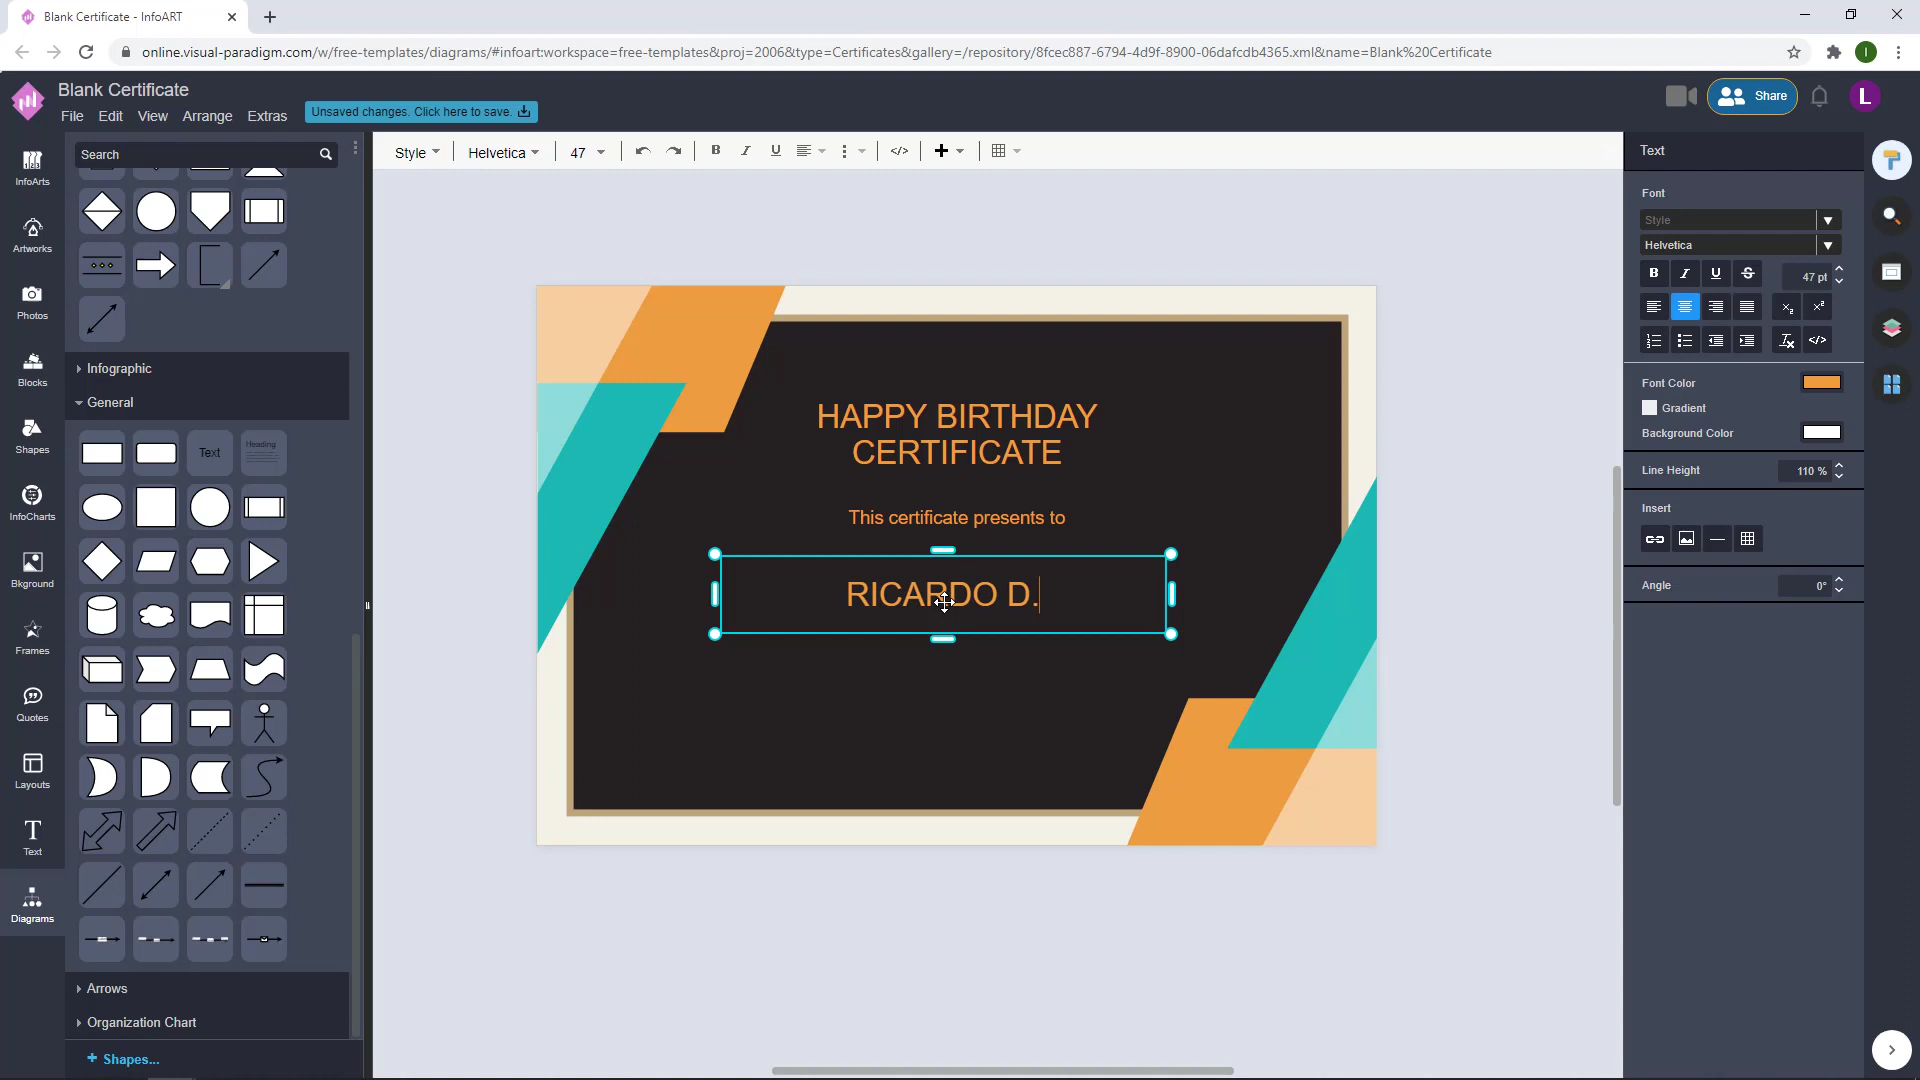 Blank Certificate - InfoART
online.visual-paradigm.com/w/free-templates/diagrams/#infoart:workspace=free-templates&proj=2006&type=Certificates&gallery=/repository/8fcec887-6794-4d9f-8900-06dafcdb4365.xml&name=Blank%20Certificate
I
Blank Certificate
File Edit View Arrange Extras
Unsaved changes. Click here to save.
Share
L
Search
InfoArts
Artworks
Photos
Blocks
Shapes
InfoCharts
Bkground
Frames
Quotes
Layouts
Text
Diagrams
Infographic
General
Text
Heading
Arrows
Organization Chart
+ Shapes...
Style Helvetica 47 B I U </>
HAPPY BIRTHDAY
CERTIFICATE
This certificate presents to
RICARDO D.
Text
Font
Style
Helvetica
B I U S 47 pt
Font Color
Gradient
Background Color
Line Height 110 %
Insert
Angle 0°